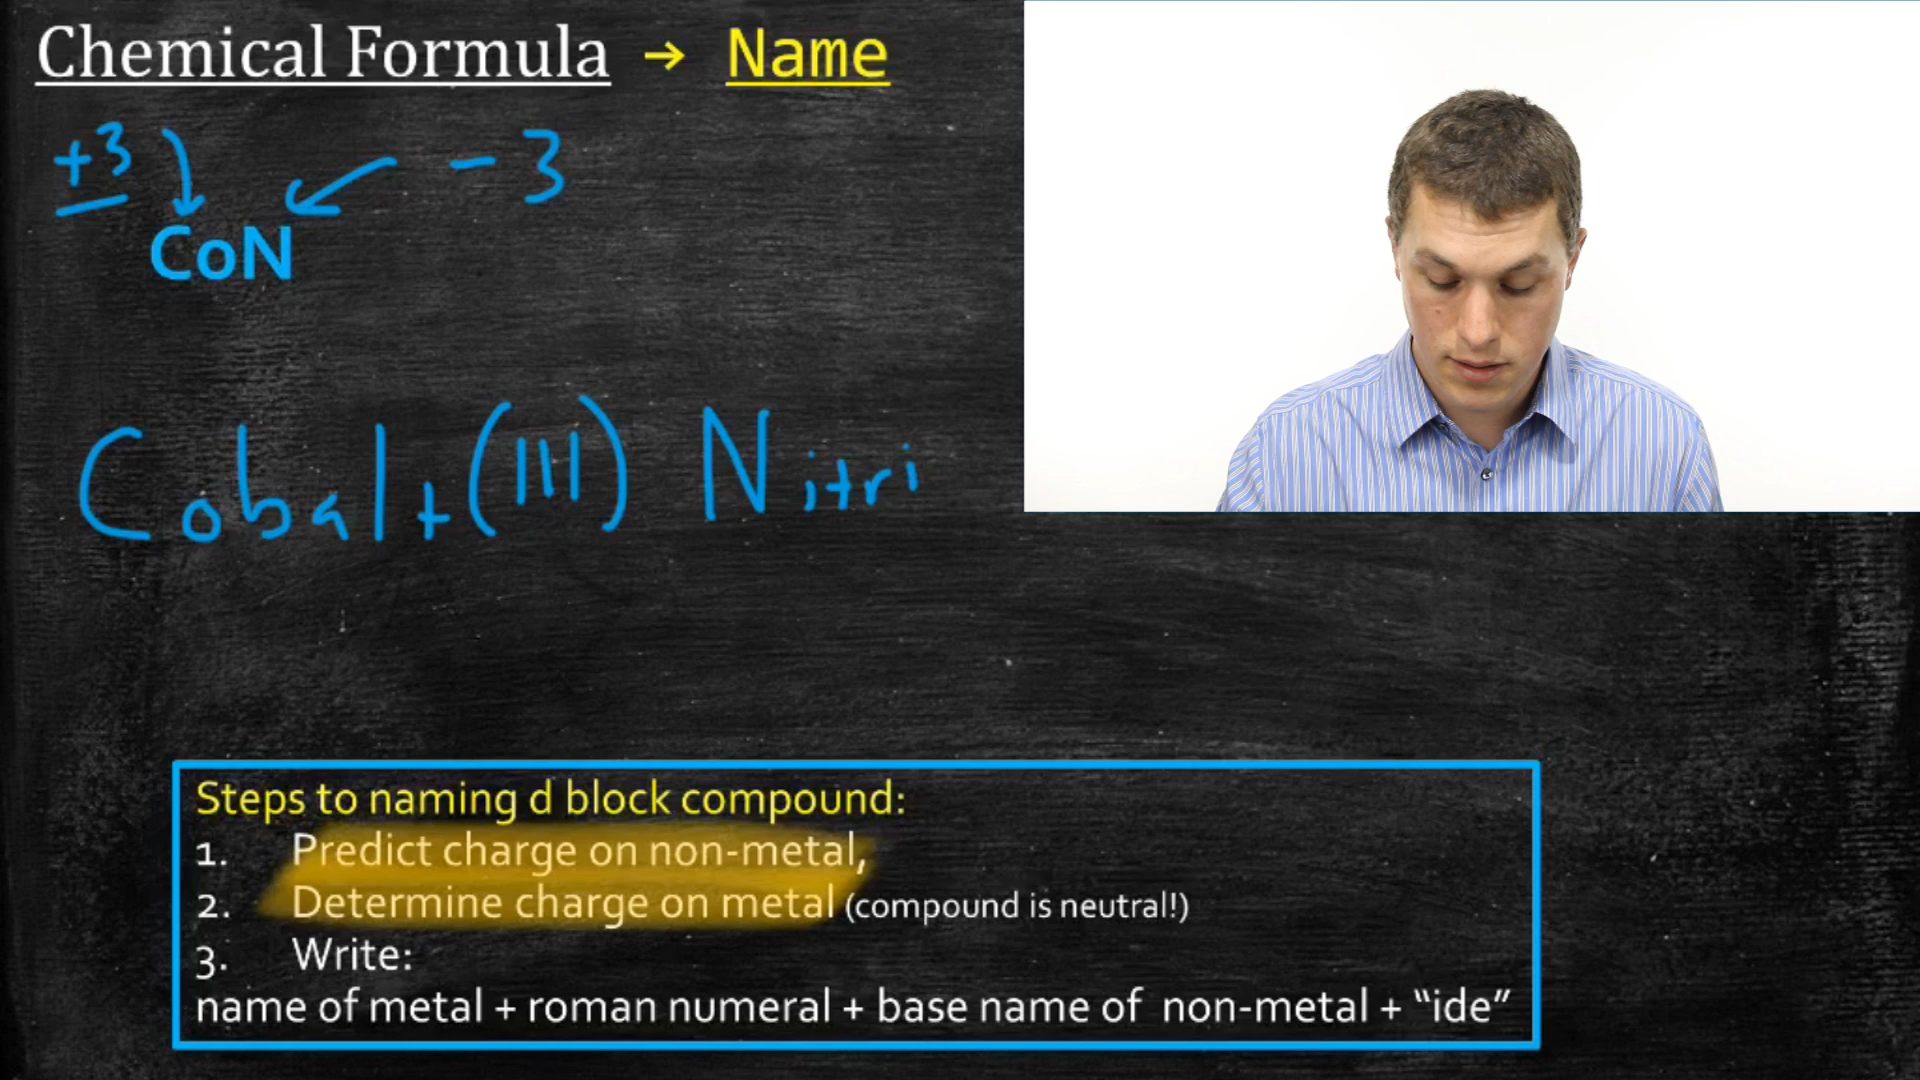 Chemical Formula → Name
+3 - 3
CoN
Cobalt (III) Nitri
Steps to naming d block compound:
1. Predict charge on non-metal,
2. Determine charge on metal (compound is neutral!)
3. Write:
name of metal + roman numeral + base name of non-metal + “ide”